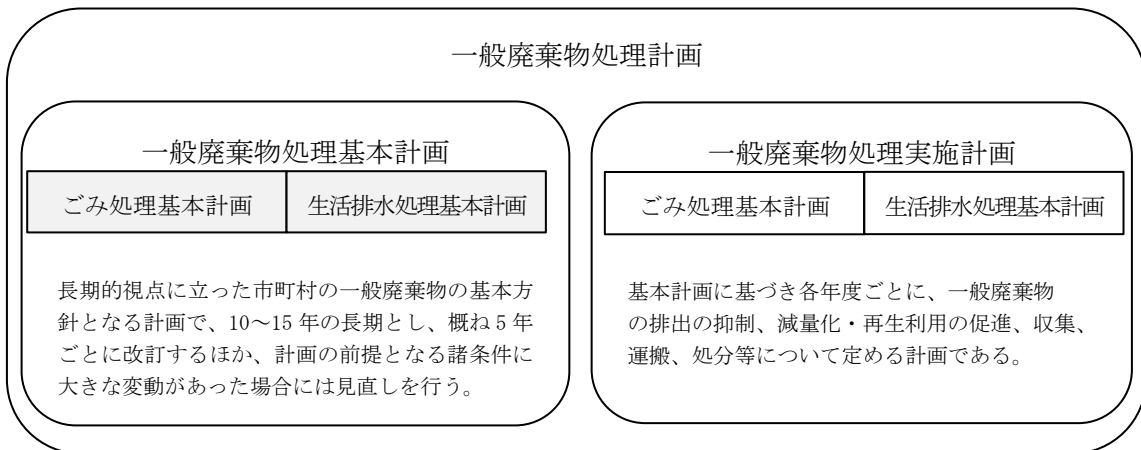 一般廃棄物処理計画
一般廃棄物処理基本計画
ごみ処理基本計画
生活排水処理基本計画
長期的視点に立った市町村の一般廃棄物の基本方
針となる計画で、10～15 年の長期とし、概ね 5 年
ごとに改訂するほか、計画の前提となる諸条件に
大きな変動があった場合には見直しを行う。
一般廃棄物処理実施計画
ごみ処理基本計画
生活排水処理基本計画
基本計画に基づき各年度ごとに、一般廃棄物
の排出の抑制、減量化・再生利用の促進、収集、
運搬、処分等について定める計画である。